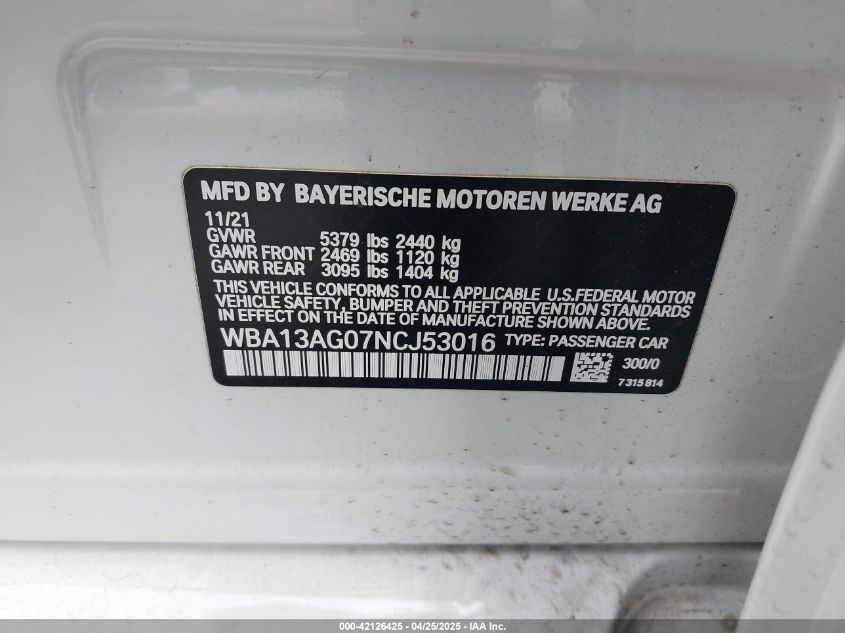 MFD BY BAYERISCHE MOTOREN WERKE AG
11/21
GVWR 5379 lbs 2440 kg
GAWR FRONT 2469 lbs 1120 kg
GAWR REAR 3095 lbs 1404 kg
THIS VEHICLE CONFORMS TO ALL APPLICABLE U.S.FEDERAL MOTOR
VEHICLE SAFETY, BUMPER AND THEFT PREVENTION STANDARDS
IN EFFECT ON THE DATE OF MANUFACTURE SHOWN ABOVE.
WBA13AG07NCJ53016 TYPE: PASSENGER CAR
300/0
7315814
000-42126425 - 04/25/2025 - IAA Inc.